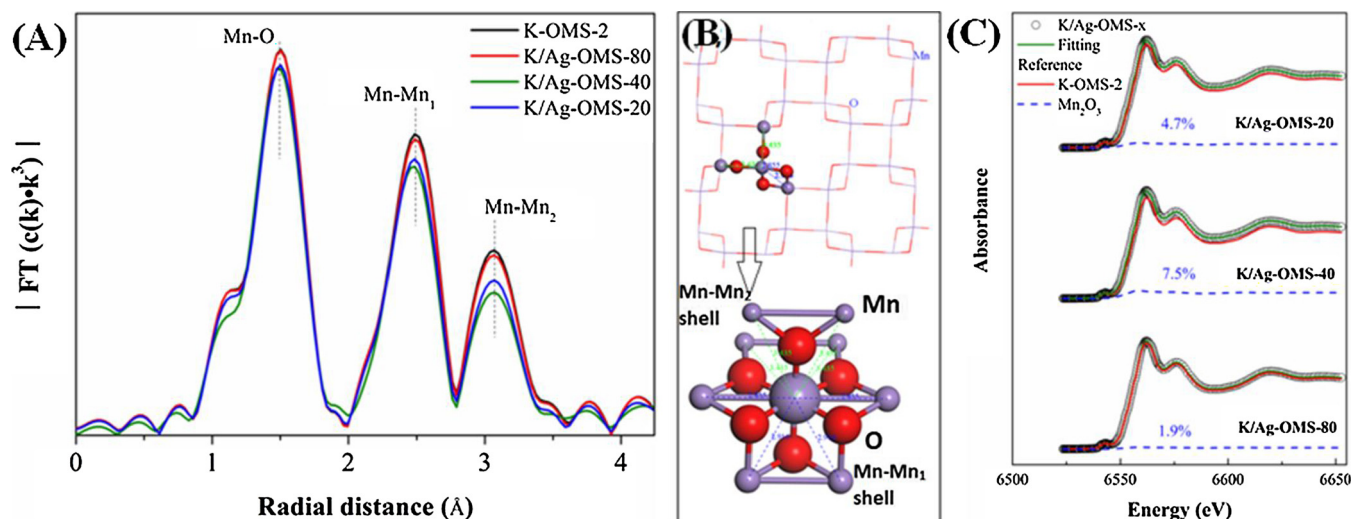 (A)
Mn-O
Mn-Mn1
Mn-Mn2
K-OMS-2
K/Ag-OMS-80
K/Ag-OMS-40
K/Ag-OMS-20
| FT (c(k)•k3) |
0 1 2 3 4
Radial distance (Å)
(B)
Mn
O
Mn-Mn2
shell
Mn
O
Mn-Mn1
shell
(C)
K/Ag-OMS-x
Fitting
Reference
K-OMS-2
Mn2O3
4.7%
K/Ag-OMS-20
7.5%
K/Ag-OMS-40
1.9%
K/Ag-OMS-80
Absorbance
6500 6550 6600 6650
Energy (eV)